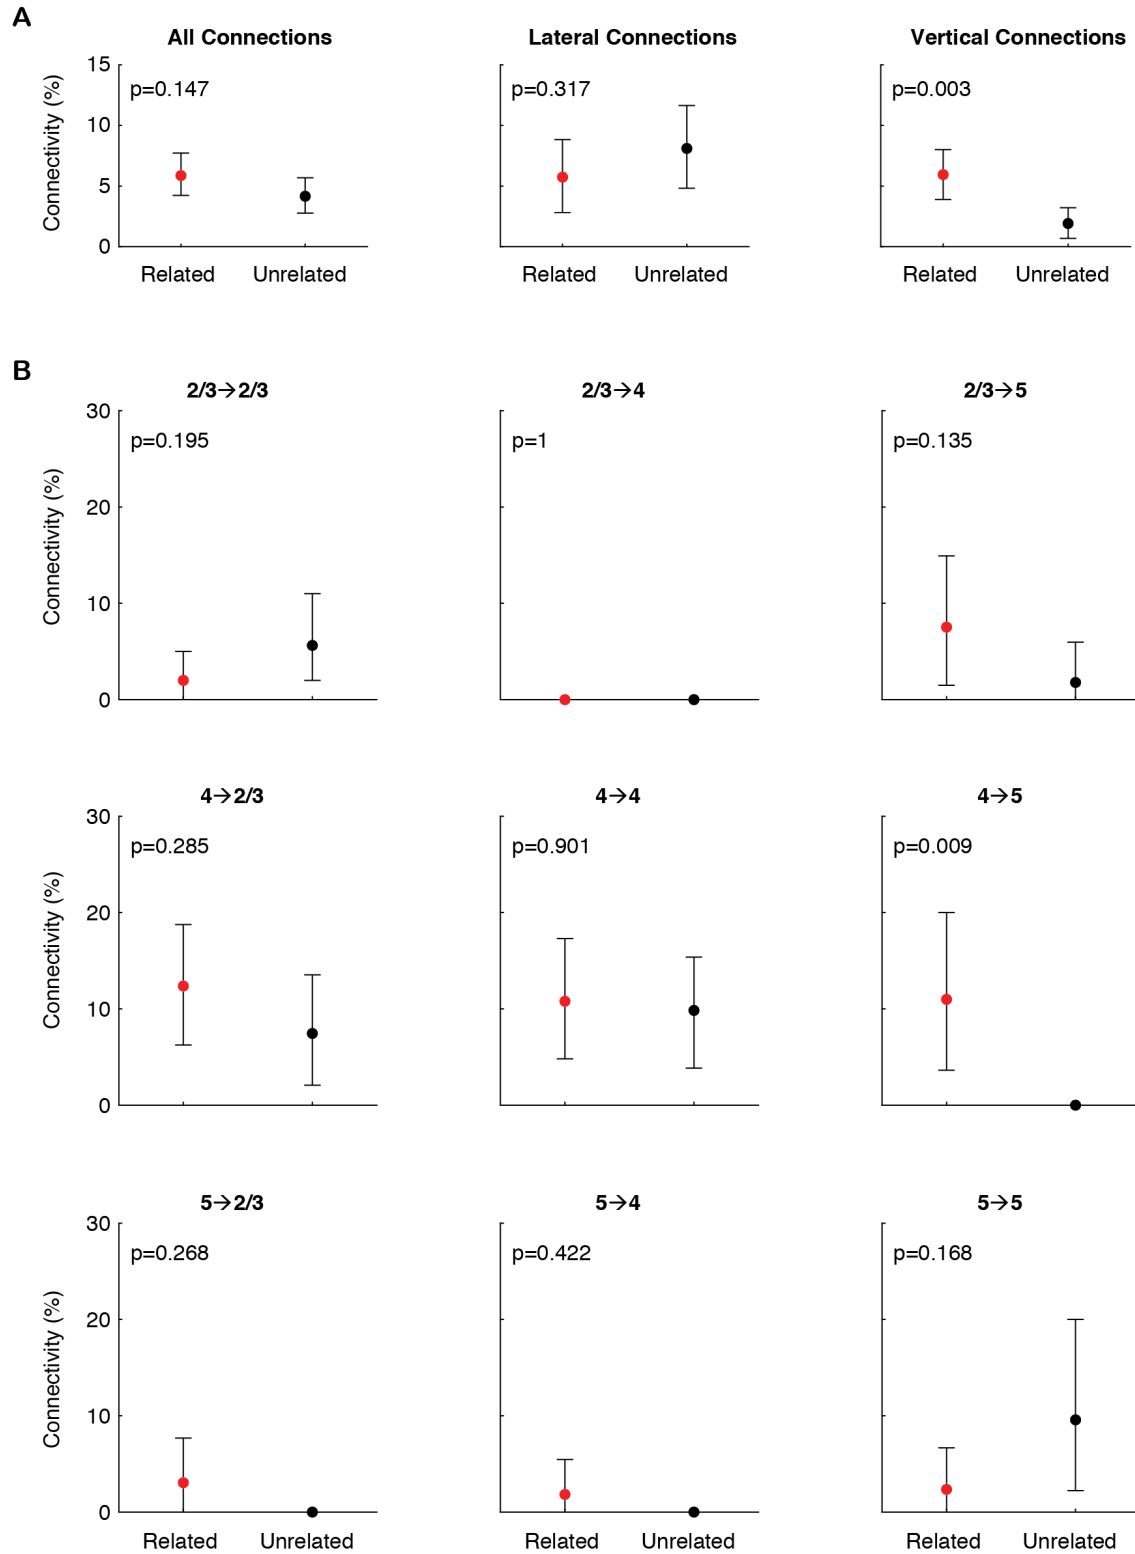 A
All Connections Lateral Connections Vertical Connections
Connectivity (%)
15
10
5
0
p=0.147 p=0.317 p=0.003
Related Unrelated Related Unrelated Related Unrelated
B
2/3→2/3 2/3→4 2/3→5
Connectivity (%)
30
20
10
0
p=0.195 p=1 p=0.135
4→2/3 4→4 4→5
Connectivity (%)
30
20
10
0
p=0.285 p=0.901 p=0.009
5→2/3 5→4 5→5
Connectivity (%)
30
20
10
0
p=0.268 p=0.422 p=0.168
Related Unrelated Related Unrelated Related Unrelated